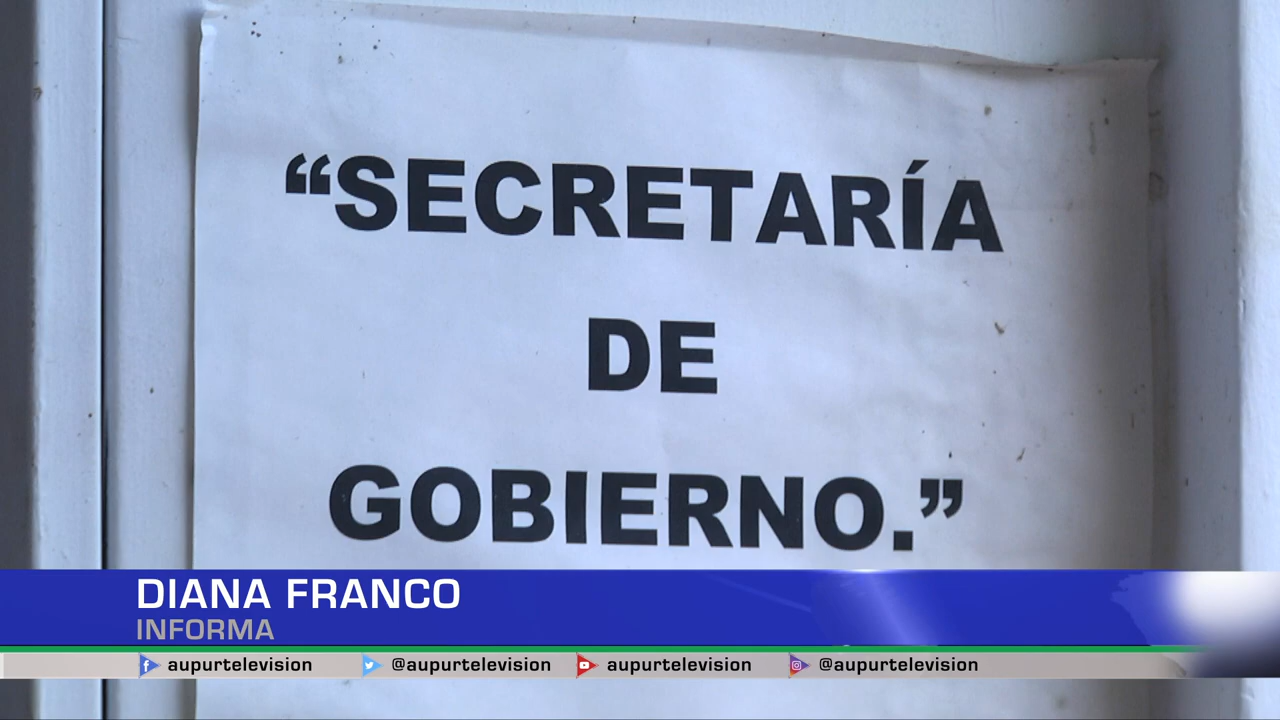 “SECRETARÍA
DE
GOBIERNO.”
DIANA FRANCO
INFORMA
aupurtelevision @aupurtelevision aupurtelevision @aupurtelevision